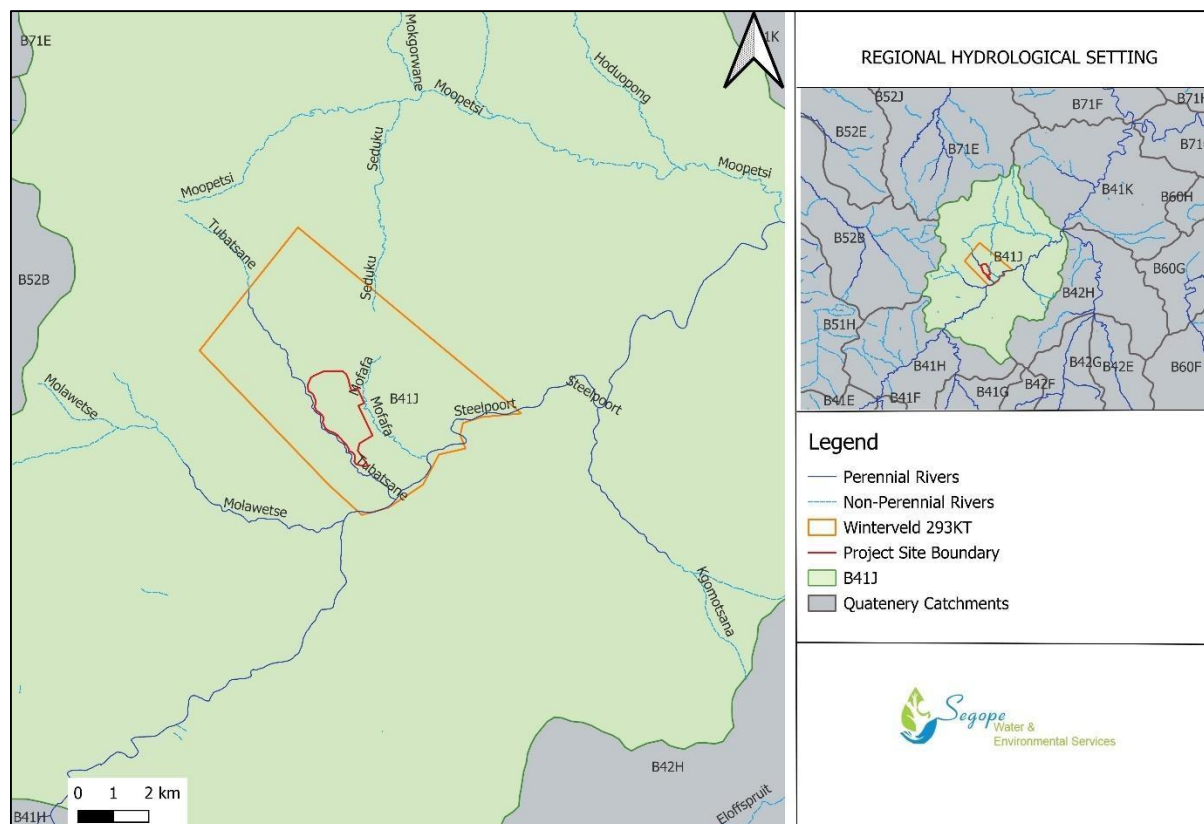 B71E
Mokgorwane
1K
Hoduopong
Moopetsi
Seduku
Moopetsi
Moopetsi
Tubatsane
B52B
Seduku
Mofafa
B41J
Molawetse
Mofafa
Steelpoort
Steelpoort
Tubatsane
Molawetse
Kgomotsana
B42H
Eloffspruit
B41H
0 1 2 km
REGIONAL HYDROLOGICAL SETTING
B52J
B71F
B71H
B52E
B71E
B71
B41K
B60H
B52B
B41J
B60G
B42H
B51H
B41H
B42G
B42E
B60F
B41G
B42F
B41E
B41F
Legend
Perennial Rivers
Non-Perennial Rivers
Winterveld 293KT
Project Site Boundary
B41J
Quatenery Catchments
Segope
Water &
Environmental Services